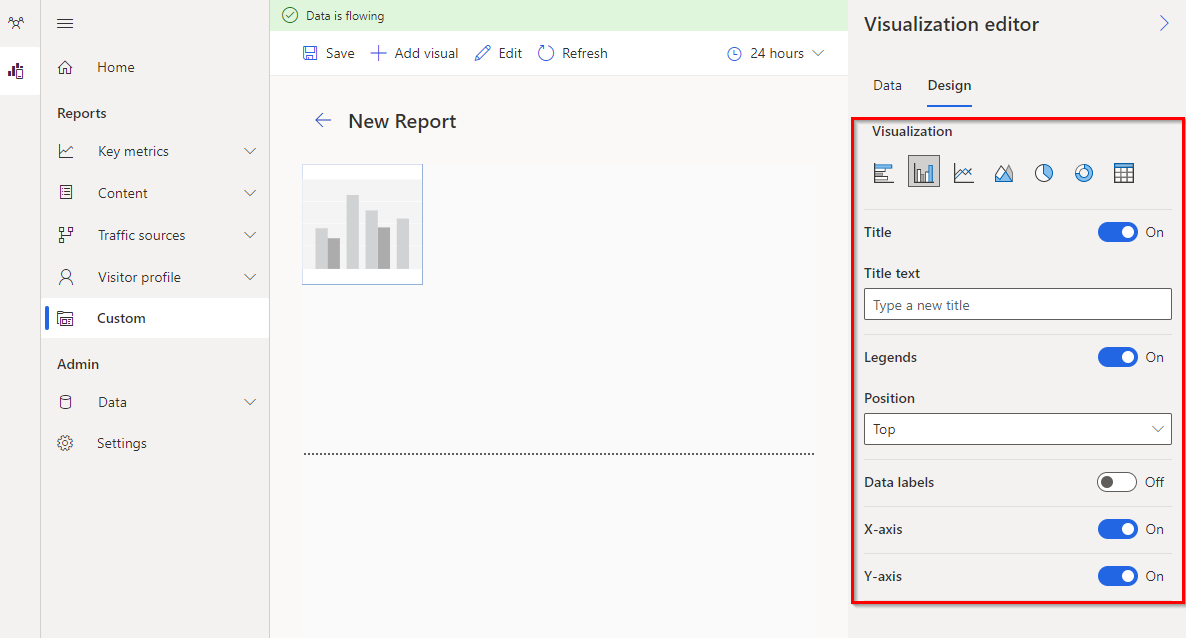 Data is flowing
Save
Add visual
Edit
Refresh
24 hours
Home
Reports
Key metrics
Content
Traffic sources
Visitor profile
Custom
Admin
Data
Settings
New Report
Visualization editor
Data
Design
Visualization
Title
On
Title text
Type a new title
Legends
On
Position
Top
Data labels
Off
X-axis
On
Y-axis
On